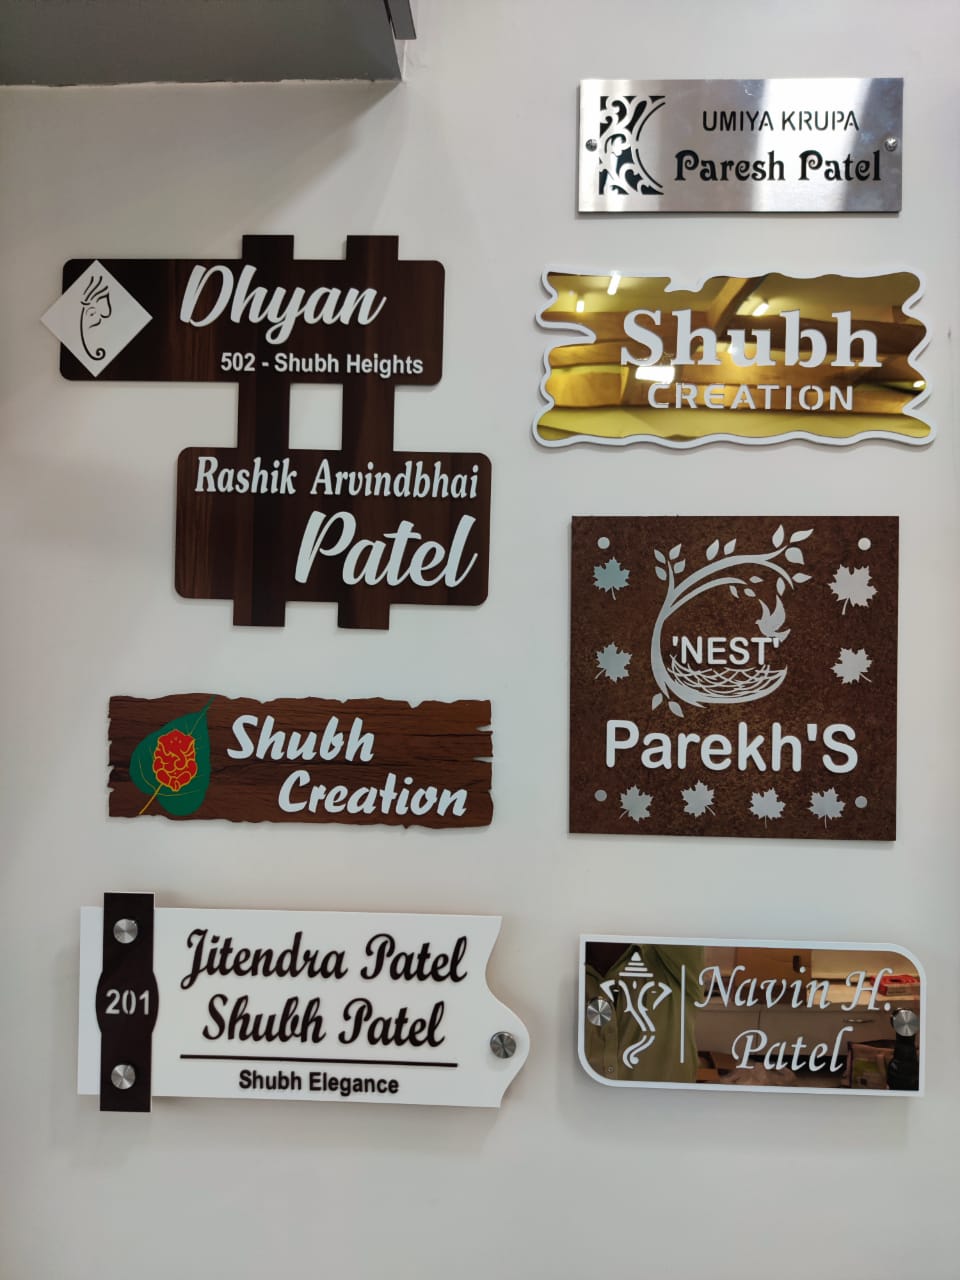 UMIYA KRUPA
Paresh Patel
Dhyan
502 - Shubh Heights
Rashik Arvindbhai
Patel
Shubh
CREATION
'NEST'
Parekh'S
Shubh
Creation
201
Jitendra Patel
Shubh Patel
Shubh Elegance
Navin H.
Patel